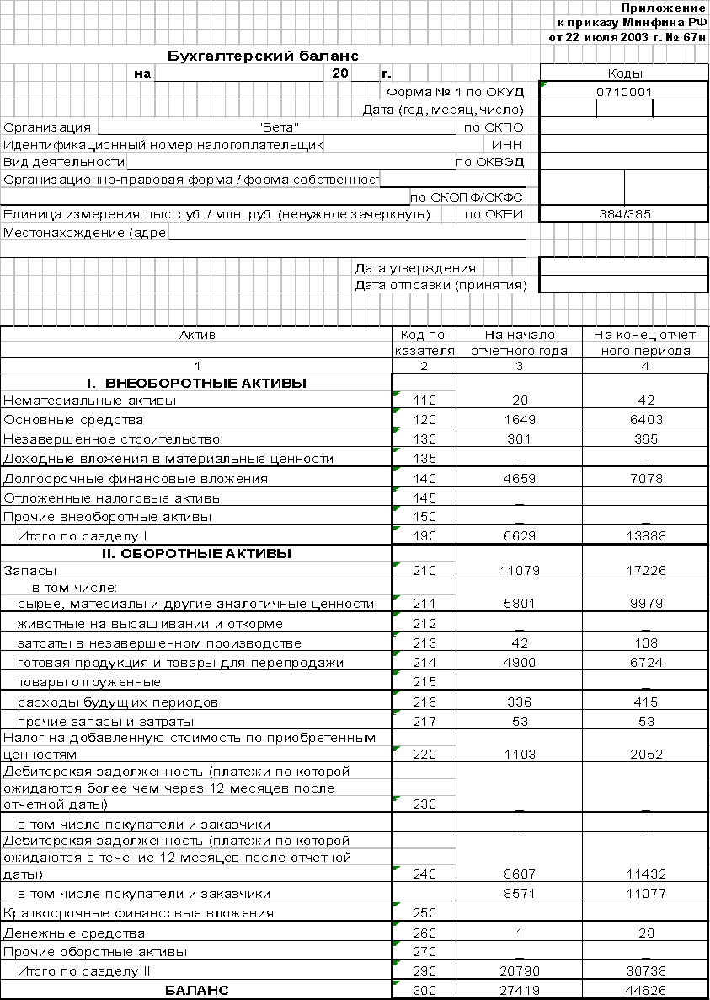 Приложение
к приказу Минфина РФ
от 22 июля 2003 г. № 67н
Бухгалтерский баланс
на 20 г.
Коды
Форма № 1 по ОКУД 0710001
Дата (год, месяц, число)
Организация "Бета" по ОКПО
Идентификационный номер налогоплательщик ИНН
Вид деятельности по ОКВЭД
Организационно-правовая форма / форма собственнос
по ОКОПФ/ОКФС
Единица измерения: тыс. руб. / млн. руб. (ненужное зачеркнуть) по ОКЕИ 384/385
Местонахождение (адре
Дата утверждения
Дата отправки (принятия)
Актив Код по- На начало На конец отчет-
казателя отчетного года ного периода
1 2 3 4
I. ВНЕОБОРОТНЫЕ АКТИВЫ
Нематериальные активы 110 20 42
Основные средства 120 1649 6403
Незавершенное строительство 130 301 365
Доходные вложения в материальные ценности 135 _ _
Долгосрочные финансовые вложения 140 4659 7078
Отложенные налоговые активы 145 _ _
Прочие внеоборотные активы 150 _ _
Итого по разделу I 190 6629 13888
II. ОБОРОТНЫЕ АКТИВЫ
Запасы 210 11079 17226
в том числе:
сырье, материалы и другие аналогичные ценности 211 5801 9979
животные на выращивании и откорме 212 _ _
затраты в незавершенном производстве 213 42 108
готовая продукция и товары для перепродажи 214 4900 6724
товары отгруженные 215 _
расходы будущих периодов 216 336 415
прочие запасы и затраты 217 53 53
Налог на добавленную стоимость по приобретенным
ценностям 220 1103 2052
Дебиторская задолженность (платежи по которой
ожидаются более чем через 12 месяцев после
отчетной даты) 230 _ _
в том числе покупатели и заказчики _ _
Дебиторская задолженность (платежи по которой
ожидаются в течение 12 месяцев после отчетной
даты) 240 8607 11432
в том числе покупатели и заказчики 8571 11077
Краткосрочные финансовые вложения 250
Денежные средства 260 1 28
Прочие оборотные активы 270 _ _
Итого по разделу II 290 20790 30738
БАЛАНС 300 27419 44626